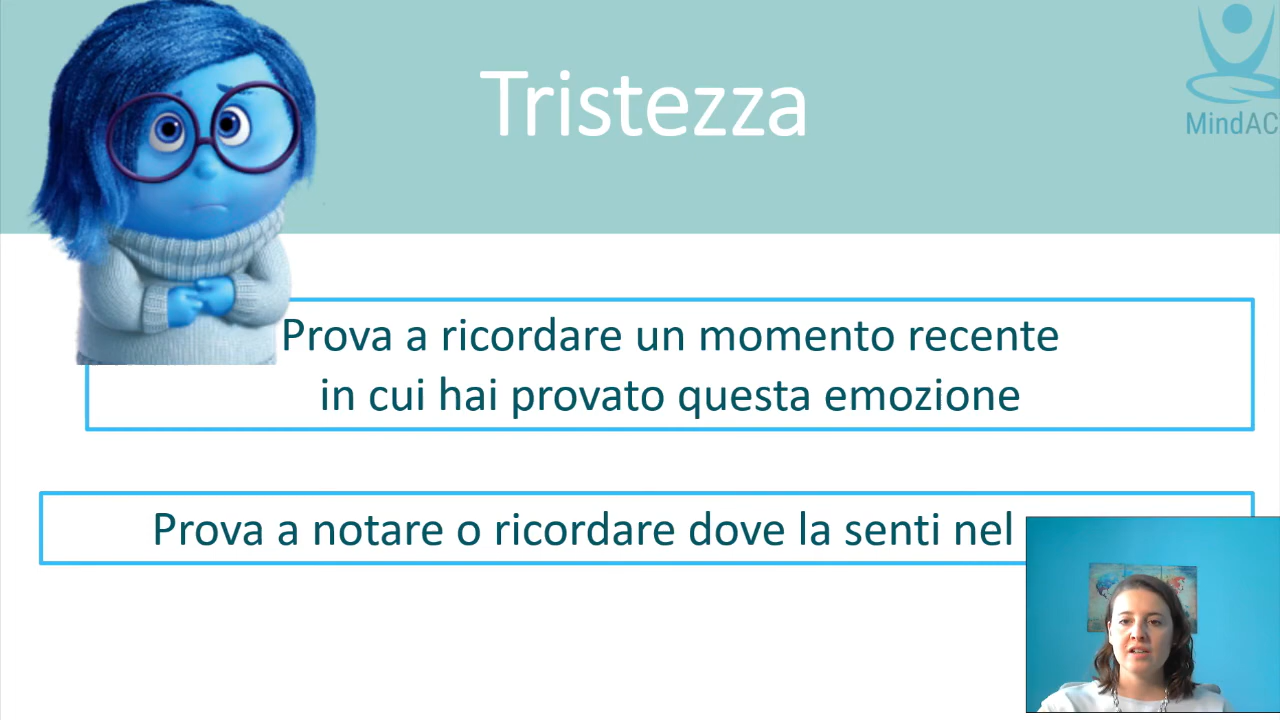 Tristezza
MindAC
Prova a ricordare un momento recente
in cui hai provato questa emozione
Prova a notare o ricordare dove la senti nel